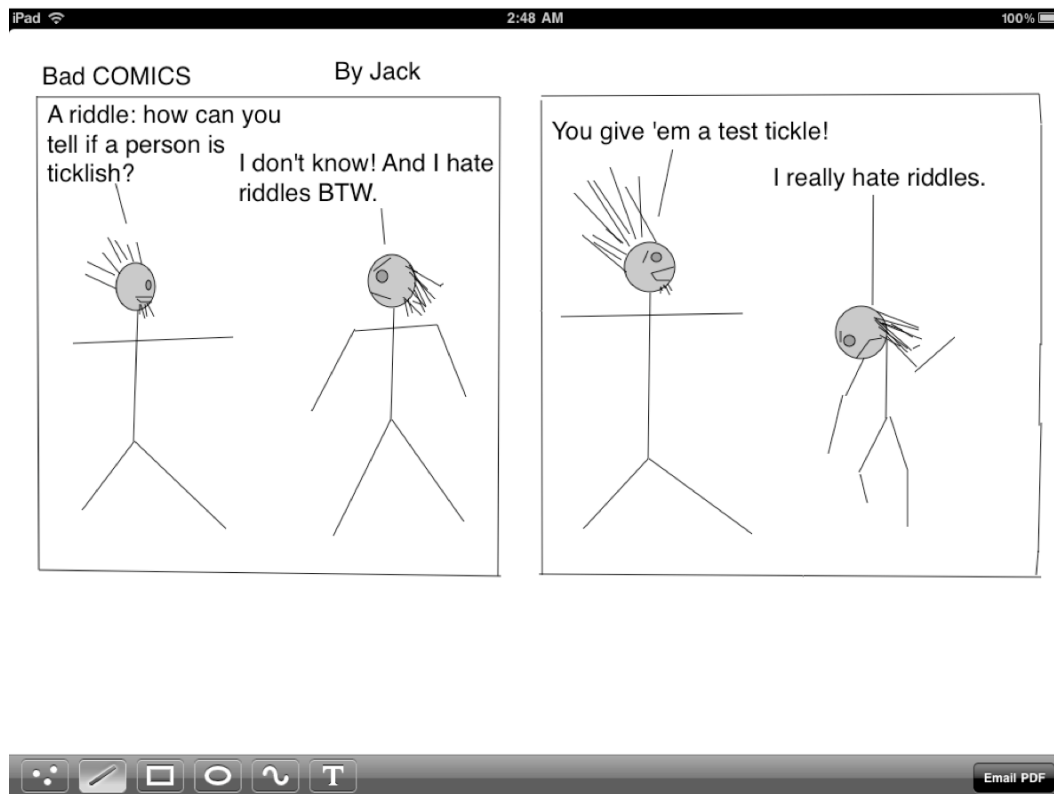 iPad
2:48 AM
100%
Bad COMICS
By Jack
A riddle: how can you
tell if a person is
ticklish?
I don't know! And I hate
riddles BTW.
You give 'em a test tickle!
I really hate riddles.
T
Email PDF